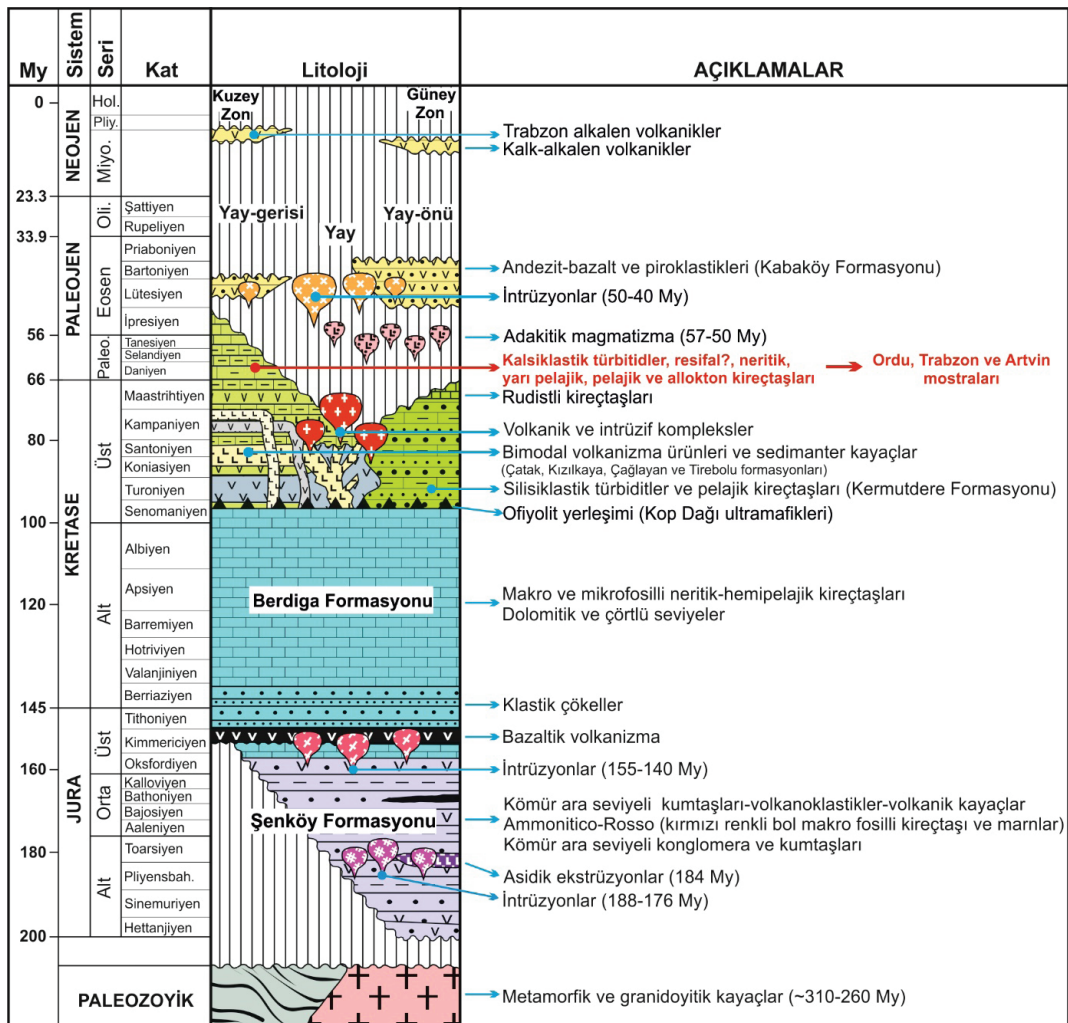 My
Sistem
Seri
Kat
Litoloji
AÇIKLAMALAR
0
23.3
33.9
56
66
80
100
120
145
160
180
200
NEOJEN
PALEOJEN
KRETASE
JURA
PALEOZOYİK
Hol.
Pliy.
Miyo.
Oli.
Eosen
Paleo.
Üst
Alt
Üst
Orta
Alt
Şattiyen
Rupeliyen
Priaboniyen
Bartoniyen
Lütesiyen
İpresiyen
Tanesiyen
Selandiyen
Daniyen
Maastrihtiyen
Kampaniyen
Santoniyen
Koniasiyen
Turoniyen
Senomaniyen
Albiyen
Apsiyen
Barremiyen
Hotriviyen
Valanjiniyen
Berriaziyen
Tithoniyen
Kimmericiyen
Oksfordiyen
Kalloviyen
Bathoniyen
Bajosiyen
Aaleniyen
Toarsiyen
Pliyensbah.
Sinemuriyen
Hettanjiyen
Kuzey
Zon
Güney
Zon
Yay-gerisi
Yay
Yay-önü
Berdiga Formasyonu
Şenköy Formasyonu
Trabzon alkalen volkanikler
Kalk-alkalen volkanikler
Andezit-bazalt ve piroklastikleri (Kabaköy Formasyonu)
İntrüzyonlar (50-40 My)
Adakitik magmatizma (57-50 My)
Kalsiklastik türbitidler, resifal?, neritik,
yarı pelajik, pelajik ve allokton kireçtaşları
Ordu, Trabzon ve Artvin
mostraları
Rudistli kireçtaşları
Volkanik ve intrüzif kompleksler
Bimodal volkanizma ürünleri ve sedimanter kayaçlar
(Çatak, Kızılkaya, Çağlayan ve Tirebolu formasyonları)
Silisiklastik türbiditler ve pelajik kireçtaşları (Kermutdere Formasyonu)
Ofiyolit yerleşimi (Kop Dağı ultramafikleri)
Makro ve mikrofosilli neritik-hemipelajik kireçtaşları
Dolomitik ve çörtlü seviyeler
Klastik çökeller
Bazaltik volkanizma
İntrüzyonlar (155-140 My)
Kömür ara seviyeli kumtaşları-volkanoklastikler-volkanik kayaçlar
Ammonitico-Rosso (kırmızı renkli bol makro fosilli kireçtaşı ve marnlar)
Kömür ara seviyeli konglomera ve kumtaşları
Asidik ekstrüzyonlar (184 My)
İntrüzyonlar (188-176 My)
Metamorfik ve granidoyitik kayaçlar (~310-260 My)